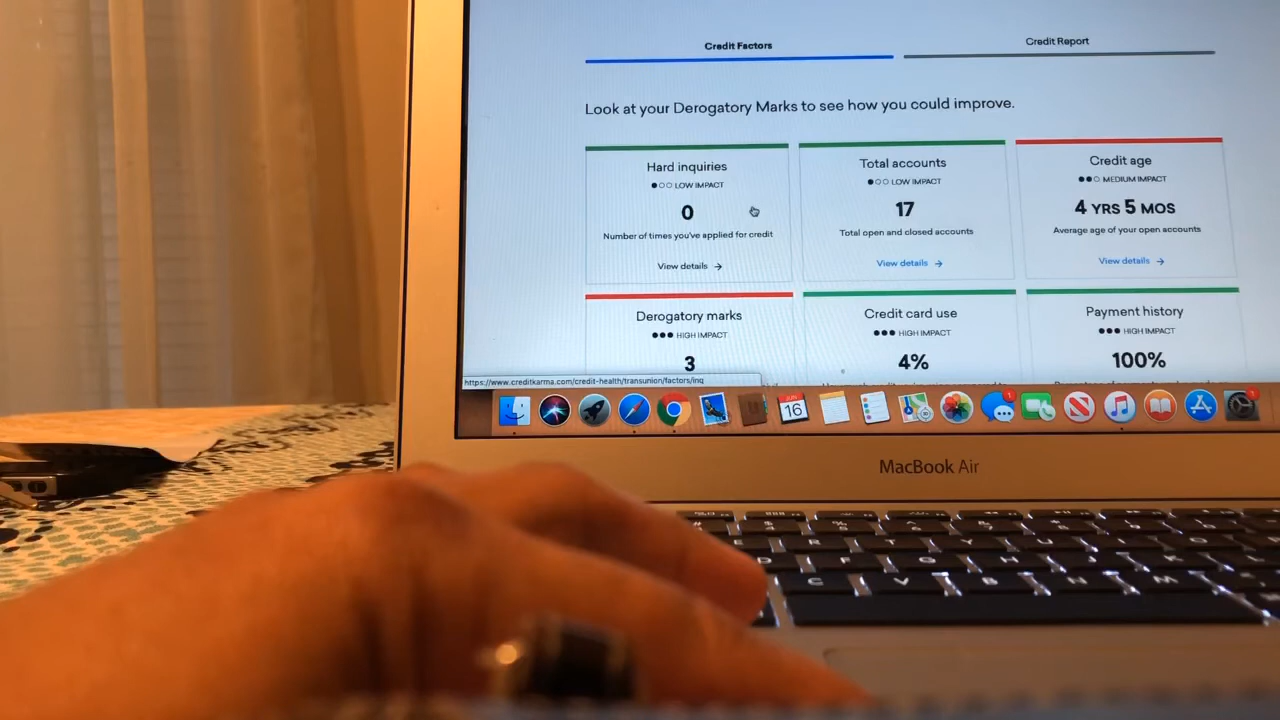 Credit Factors
Credit Report
Look at your Derogatory Marks to see how you could improve.
Hard inquiries
LOW IMPACT
0
Number of times you've applied for credit
View details →
Total accounts
LOW IMPACT
17
Total open and closed accounts
View details →
Credit age
MEDIUM IMPACT
4 YRS 5 MOS
Average age of your open accounts
View details →
Derogatory marks
HIGH IMPACT
3
Credit card use
HIGH IMPACT
4%
Payment history
HIGH IMPACT
100%
https://www.creditkarma.com/credit-health/transunion/factors/inq
JUN
16
1
1
MacBook Air
E R T Y U I O
D F G H J K
C V B N M